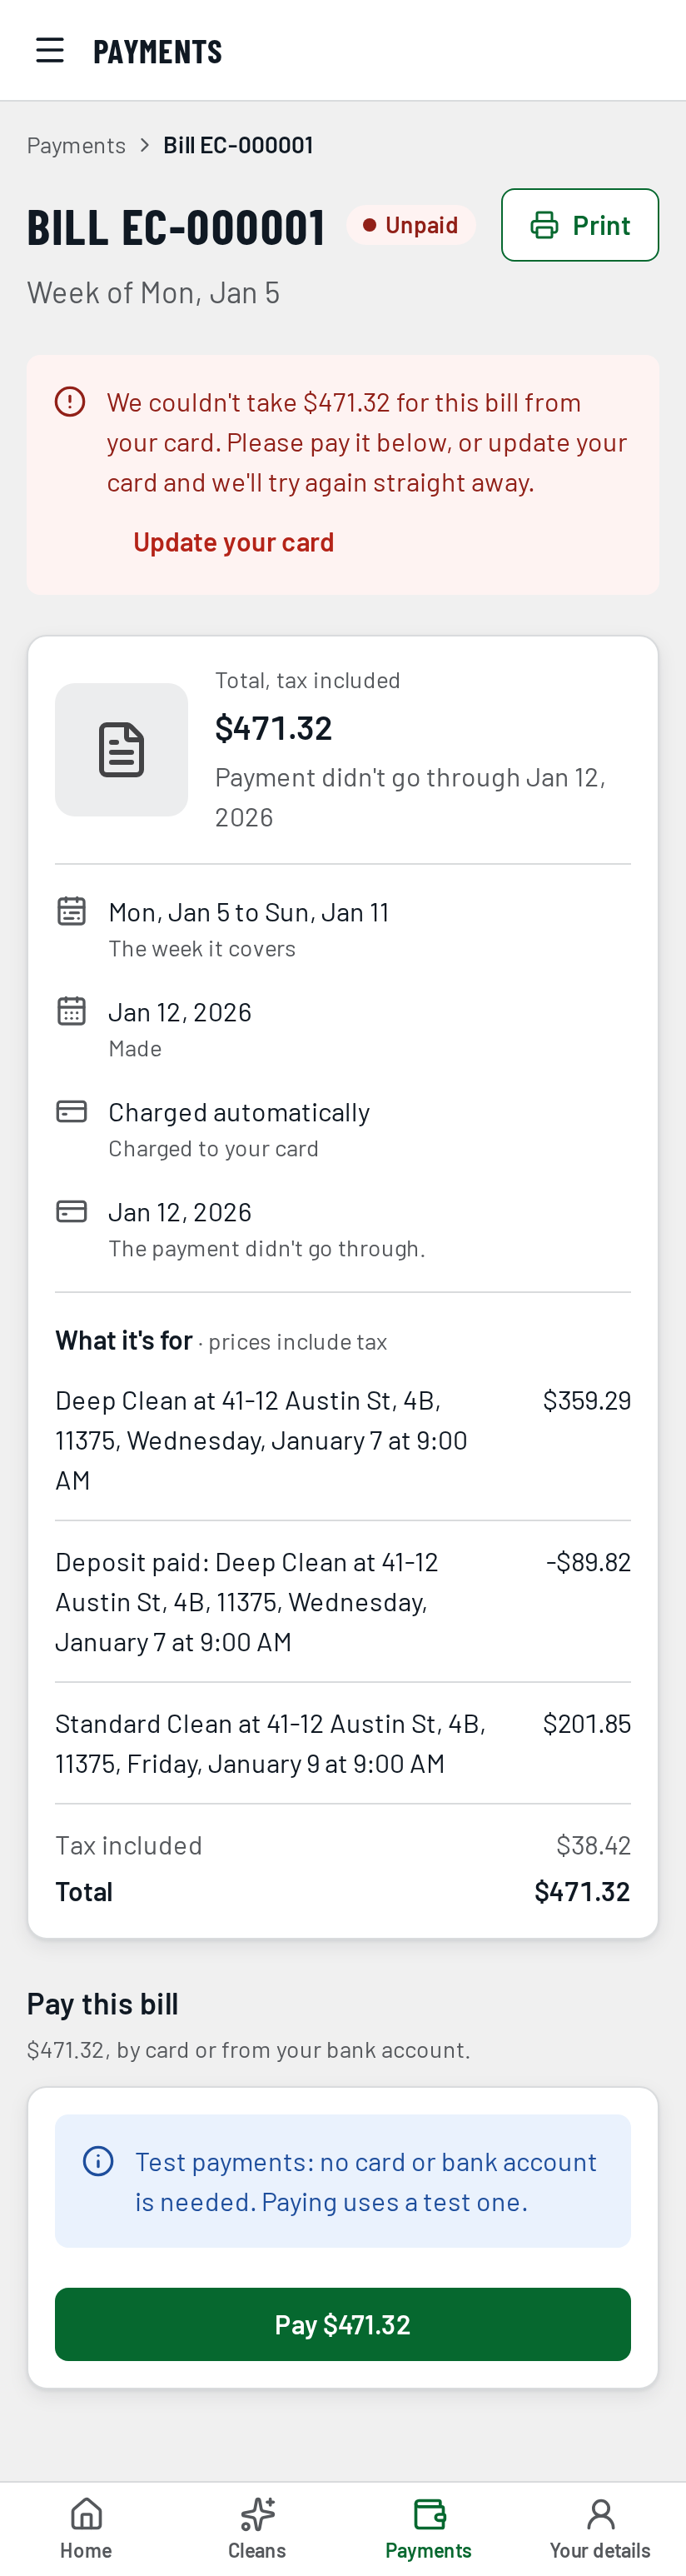 PAYMENTS
Payments > Bill EC-000001
BILL EC-000001
Unpaid
Print
Week of Mon, Jan 5
We couldn't take $471.32 for this bill from
your card. Please pay it below, or update your
card and we'll try again straight away.
Update your card
Total, tax included
$471.32
Payment didn't go through Jan 12,
2026
Mon, Jan 5 to Sun, Jan 11
The week it covers
Jan 12, 2026
Made
Charged automatically
Charged to your card
Jan 12, 2026
The payment didn't go through.
What it's for · prices include tax
Deep Clean at 41-12 Austin St, 4B, $359.29
11375, Wednesday, January 7 at 9:00
AM
Deposit paid: Deep Clean at 41-12 -$89.82
Austin St, 4B, 11375, Wednesday,
January 7 at 9:00 AM
Standard Clean at 41-12 Austin St, 4B, $201.85
11375, Friday, January 9 at 9:00 AM
Tax included $38.42
Total $471.32
Pay this bill
$471.32, by card or from your bank account.
Test payments: no card or bank account
is needed. Paying uses a test one.
Pay $471.32
Home Cleans Payments Your details